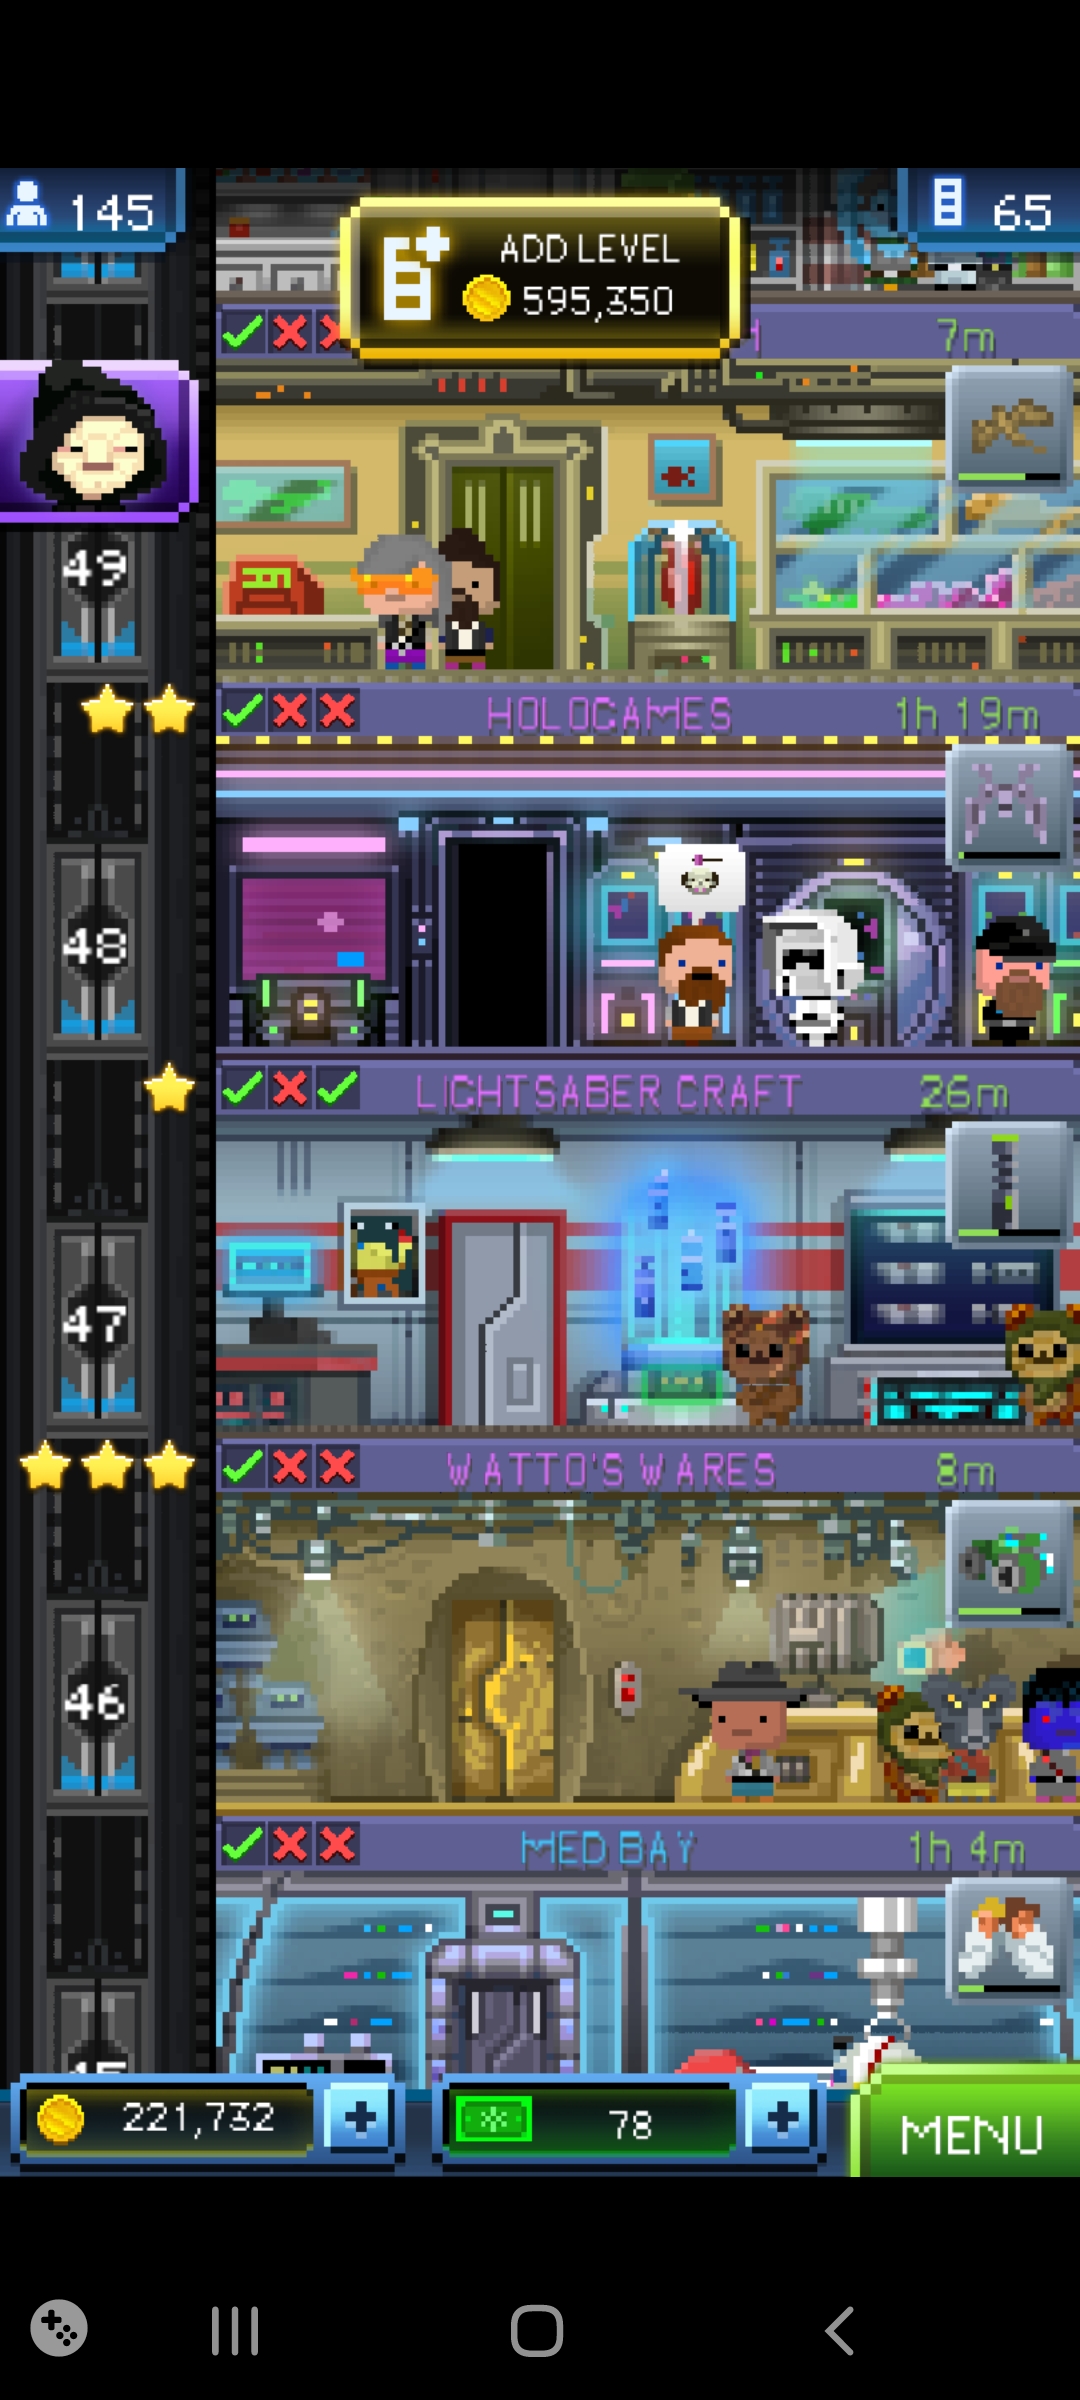 145
65
ADD LEVEL
595,350
7m
49
HOLOGAMES
1h 19m
48
LIGHTSABER CRAFT
26m
47
WATTO'S WARES
8m
46
MED BAY
1h 4m
221,732
78
MENU